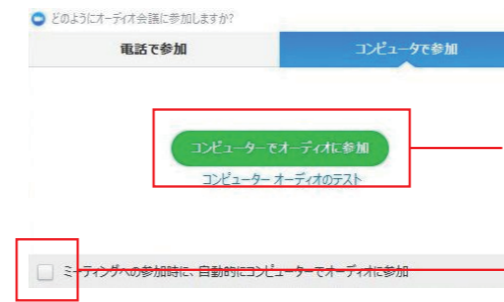 どのようにオーディオ会議に参加しますか?
電話で参加
コンピュータで参加
コンピューターでオーディオに参加
コンピューター オーディオのテスト
ミーティングへの参加時に、自動的にコンピューターでオーディオに参加